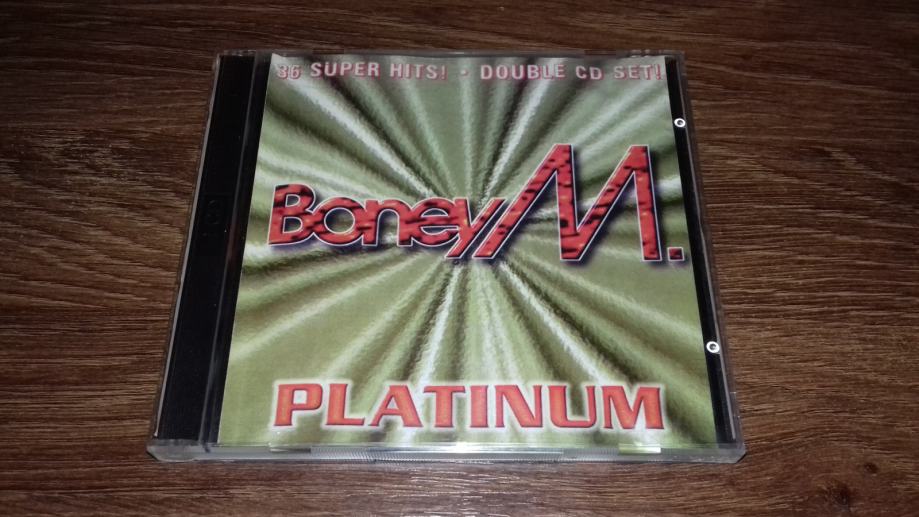 36 SUPER HITS! • DOUBLE CD SET!
Boney M.
PLATINUM